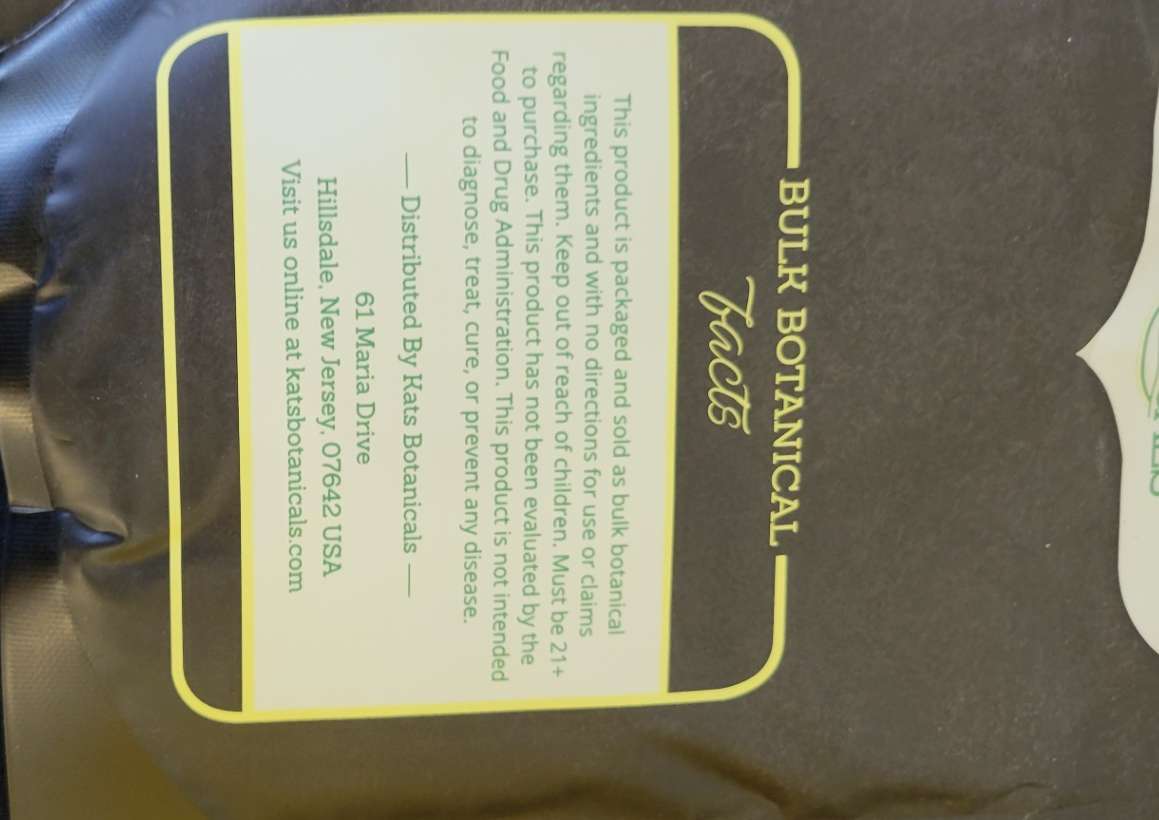 BULK BOTANICAL
facts
This product is packaged and sold as bulk botanical
ingredients and with no directions for use or claims
regarding them. Keep out of reach of children. Must be 21+
to purchase. This product has not been evaluated by the
Food and Drug Administration. This product is not intended
to diagnose, treat, cure, or prevent any disease.
— Distributed By Kats Botanicals —
61 Maria Drive
Hillsdale, New Jersey, 07642 USA
Visit us online at katsbotanicals.com